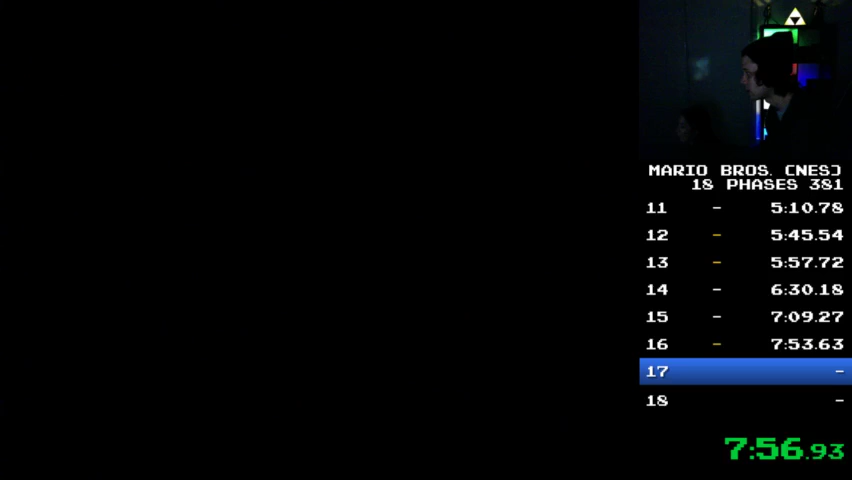 MARIO BROS. (NES)
18 PHASES 381
11 - 5:10.78
12 - 5:45.54
13 - 5:57.72
14 - 6:30.18
15 - 7:09.27
16 - 7:53.63
17 -
18 -
7:56.93